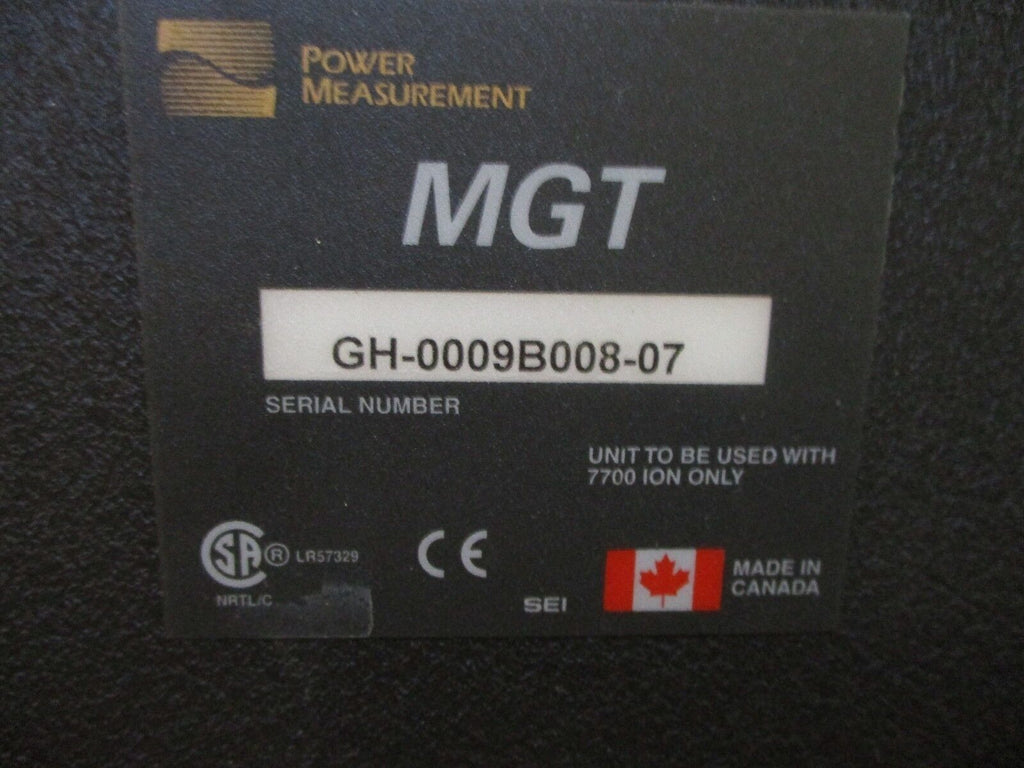 POWER
MEASUREMENT
MGT
GH-0009B008-07
SERIAL NUMBER
UNIT TO BE USED WITH
7700 ION ONLY
SA ® LR57329
NRTL/C
CE
SEI
MADE IN
CANADA